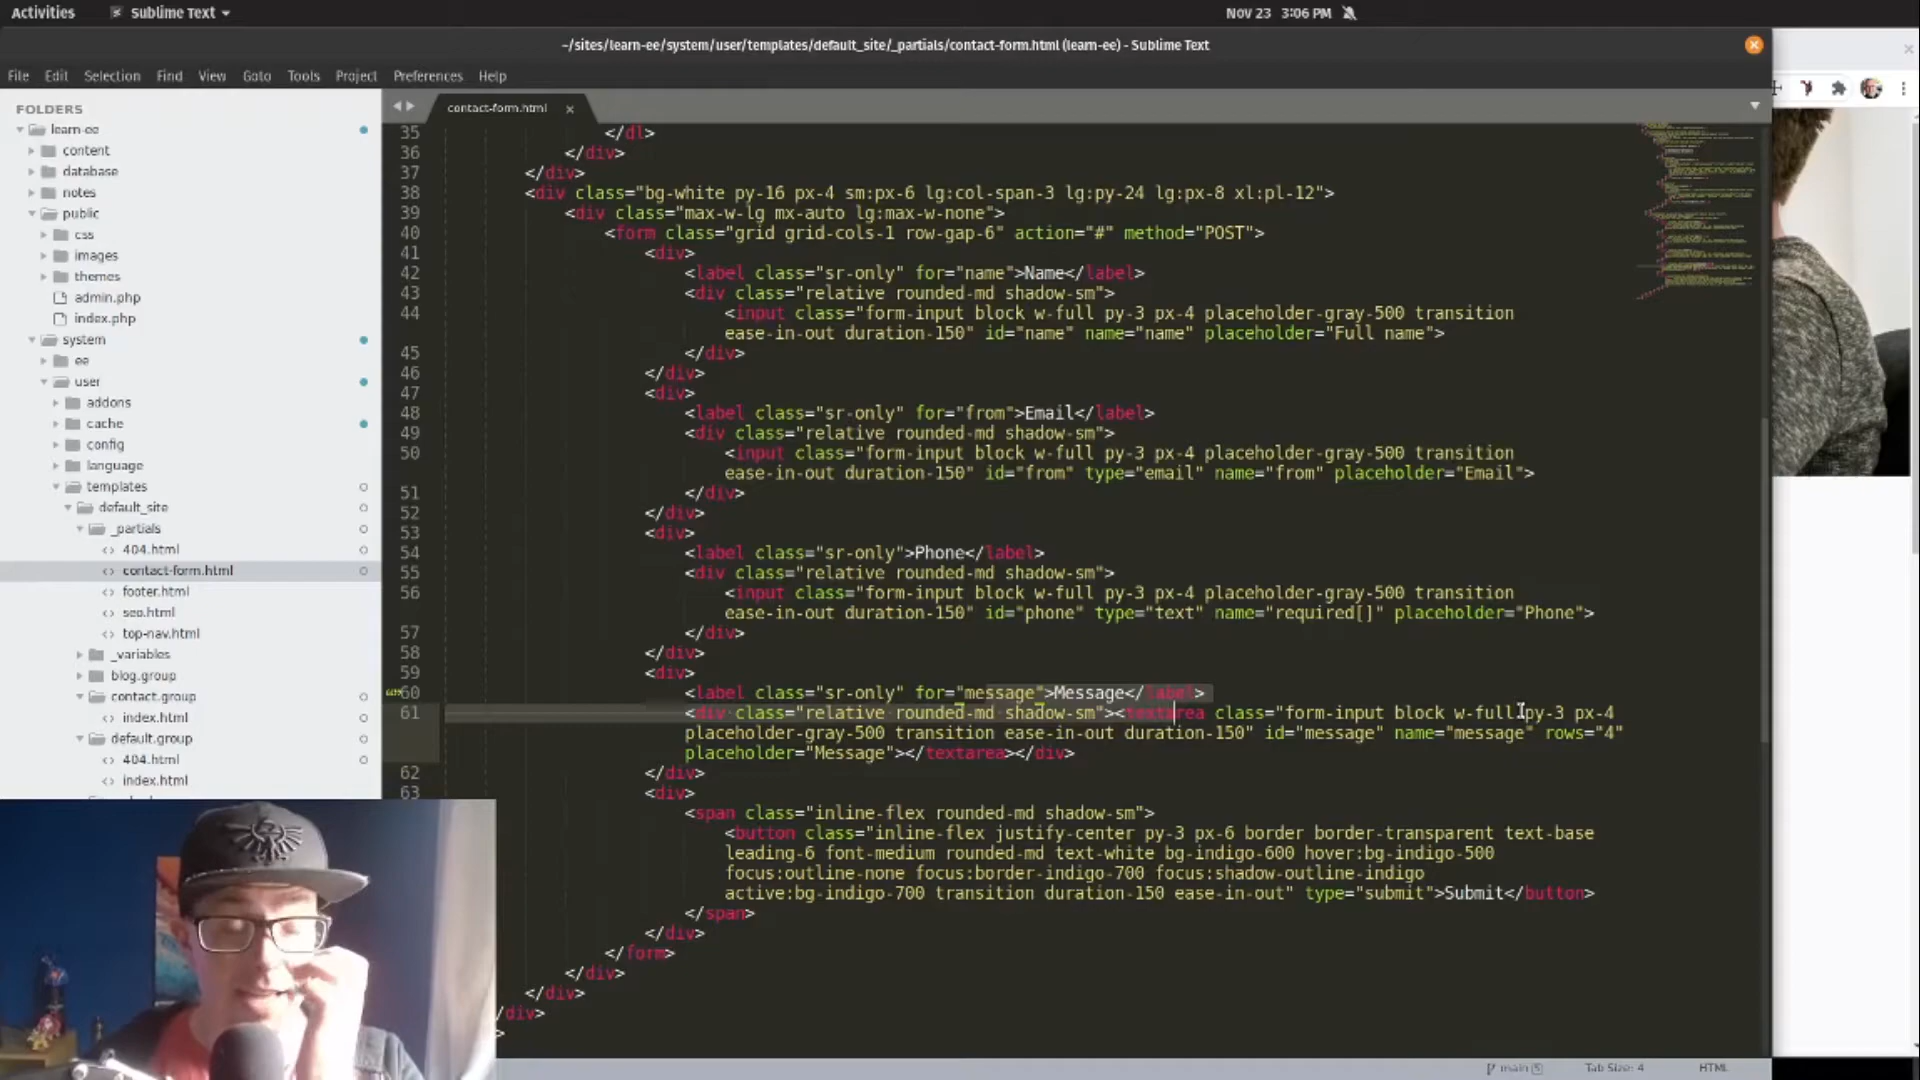 Activities
Sublime Text
Nov 23 3:06 PM
~/sites/learn-ee/system/user/templates/default_site/_partials/contact-form.html (learn-ee) - Sublime Text
File Edit Selection Find View Goto Tools Project Preferences Help
FOLDERS
learn-ee
content
database
notes
public
css
images
themes
admin.php
index.php
system
ee
user
addons
cache
config
language
templates
default_site
_partials
404.html
contact-form.html
footer.html
seo.html
top-nav.html
_variables
blog.group
contact.group
index.html
default.group
404.html
index.html
contact-form.html
35 </dl>
36 </div>
37 </div>
38 <div class="bg-white py-16 px-4 sm:px-6 lg:col-span-3 lg:py-24 lg:px-8 xl:pl-12">
39 <div class="max-w-lg mx-auto lg:max-w-none">
40 <form class="grid grid-cols-1 row-gap-6" action="#" method="POST">
41 <div>
42 <label class="sr-only" for="name">Name</label>
43 <div class="relative rounded-md shadow-sm">
44 <input class="form-input block w-full py-3 px-4 placeholder-gray-500 transition
ease-in-out duration-150" id="name" name="name" placeholder="Full name">
45 </div>
46 </div>
47 <div>
48 <label class="sr-only" for="from">Email</label>
49 <div class="relative rounded-md shadow-sm">
50 <input class="form-input block w-full py-3 px-4 placeholder-gray-500 transition
ease-in-out duration-150" id="from" type="email" name="from" placeholder="Email">
51 </div>
52 </div>
53 <div>
54 <label class="sr-only">Phone</label>
55 <div class="relative rounded-md shadow-sm">
56 <input class="form-input block w-full py-3 px-4 placeholder-gray-500 transition
ease-in-out duration-150" id="phone" type="text" name="required[]" placeholder="Phone">
57 </div>
58 </div>
59 <div>
60 <label class="sr-only" for="message">Message</label>
61 <div class="relative rounded-md shadow-sm"><textarea class="form-input block w-full py-3 px-4
placeholder-gray-500 transition ease-in-out duration-150" id="message" name="message" rows="4"
placeholder="Message"></textarea></div>
62 </div>
63 <div>
<span class="inline-flex rounded-md shadow-sm">
<button class="inline-flex justify-center py-3 px-6 border border-transparent text-base
leading-6 font-medium rounded-md text-white bg-indigo-600 hover:bg-indigo-500
focus:outline-none focus:border-indigo-700 focus:shadow-outline-indigo
active:bg-indigo-700 transition duration-150 ease-in-out" type="submit">Submit</button>
</span>
</div>
</form>
</div>
</div>
/div>
>
main
Tab Size: 4
HTML